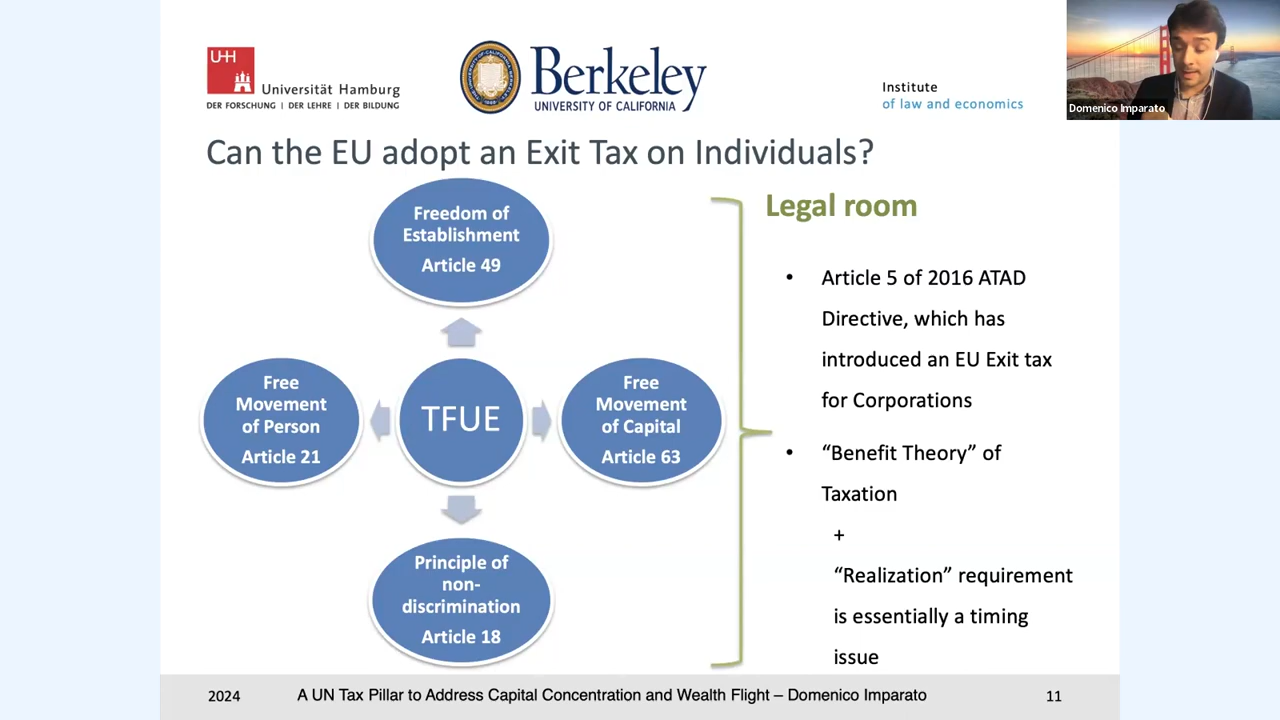 UHH
Universität Hamburg
DER FORSCHUNG | DER LEHRE | DER BILDUNG
Berkeley
UNIVERSITY OF CALIFORNIA
Institute
of law and economics
Domenico Imparato
Can the EU adopt an Exit Tax on Individuals?
Freedom of
Establishment
Article 49
Free
Movement
of Person
Article 21
TFUE
Free
Movement
of Capital
Article 63
Principle of
non-
discrimination
Article 18
Legal room
• Article 5 of 2016 ATAD
Directive, which has
introduced an EU Exit tax
for Corporations
• “Benefit Theory” of
Taxation
+
“Realization” requirement
is essentially a timing
issue
2024
A UN Tax Pillar to Address Capital Concentration and Wealth Flight – Domenico Imparato
11